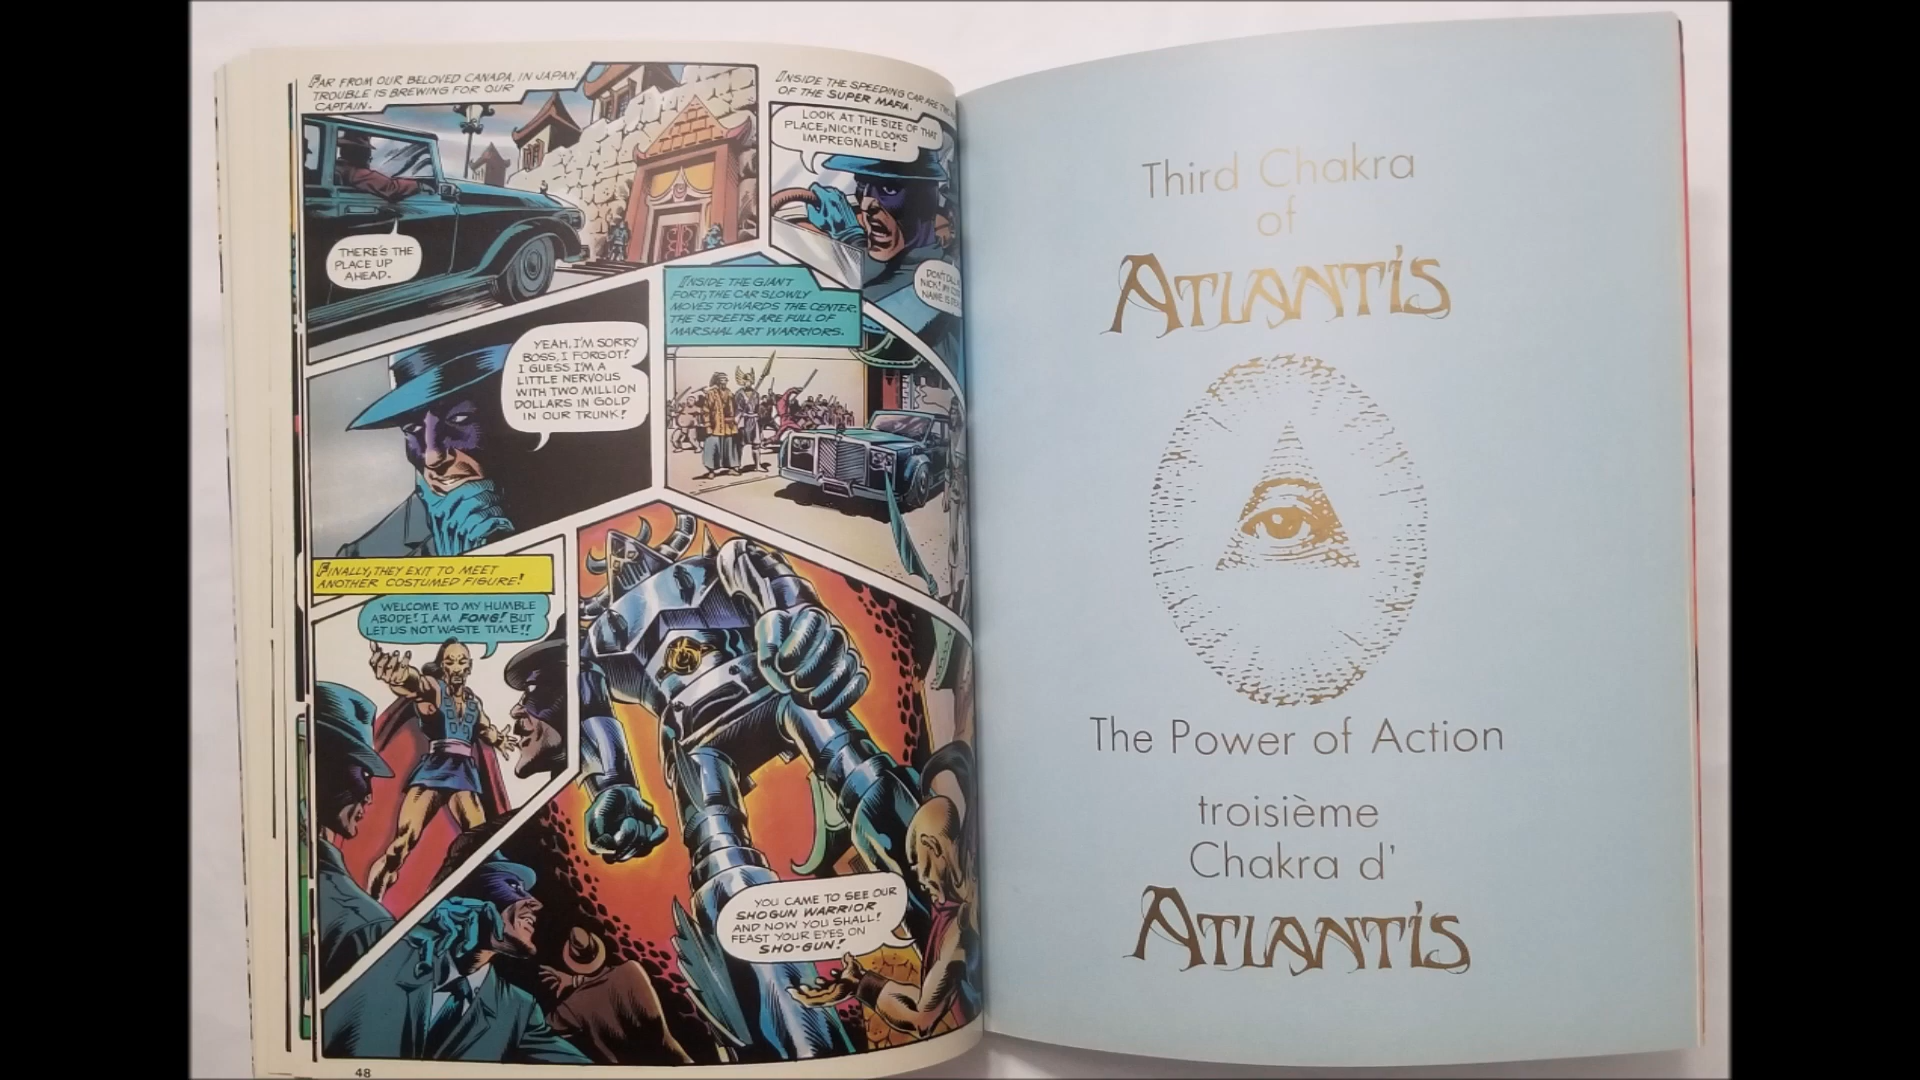 FAR FROM OUR BELOVED CANADA, IN JAPAN,
TROUBLE IS BREWING FOR OUR
CAPTAIN.
THERE'S THE
PLACE UP
AHEAD.
INSIDE THE SPEEDING CAR ARE TWO
OF THE SUPER MAFIA.
LOOK AT THE SIZE OF THAT
PLACE, NICK! IT LOOKS
IMPREGNABLE!
DON'T CALL
NICK! MY
NAME IS
YEAH, I'M SORRY
BOSS, I FORGOT!
I GUESS I'M A
LITTLE NERVOUS
WITH TWO MILLION
DOLLARS IN GOLD
IN OUR TRUNK!
INSIDE THE GIANT
FORT, THE CAR SLOWLY
MOVES TOWARDS THE CENTER.
THE STREETS ARE FULL OF
MARSHAL ART WARRIORS.
FINALLY, THEY EXIT TO MEET
ANOTHER COSTUMED FIGURE!
WELCOME TO MY HUMBLE
ABODE! I AM FONG! BUT
LET US NOT WASTE TIME!!
YOU CAME TO SEE OUR
SHOGUN WARRIOR
AND NOW YOU SHALL!
FEAST YOUR EYES ON
SHO-GUN!
48
Third Chakra
of
ATLANTIS
The Power of Action
troisième
Chakra d'
ATLANTIS